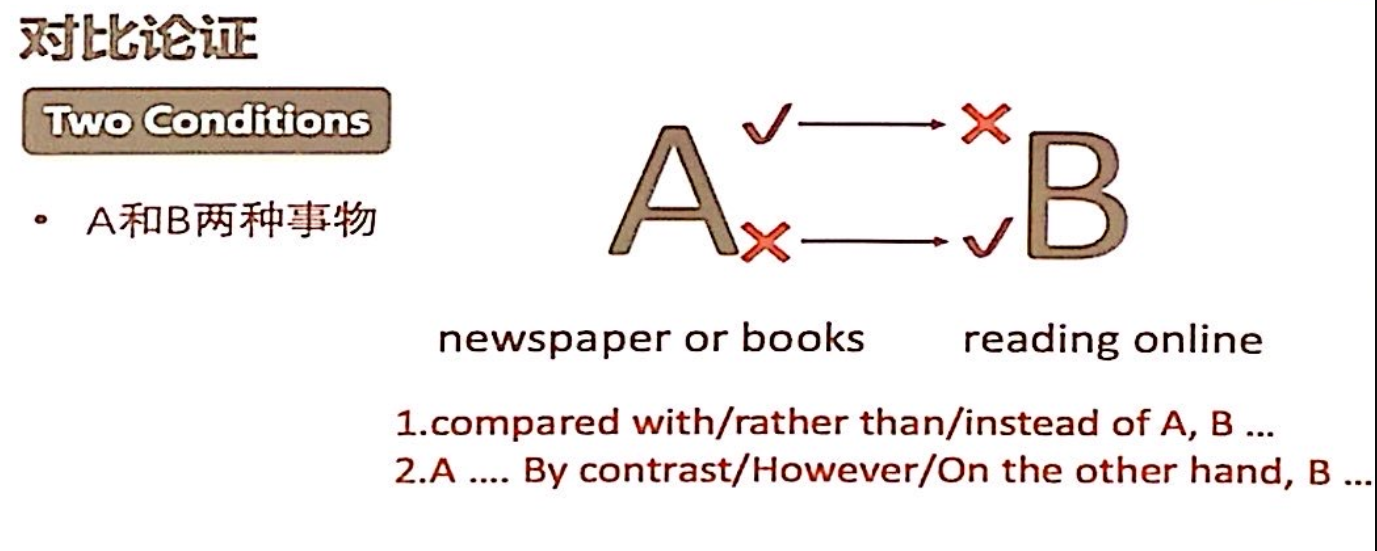 对比论证
Two Conditions
• A和B两种事物
A ✓ → ✗ B
✗ → ✓
newspaper or books reading online
1.compared with/rather than/instead of A, B ...
2.A .... By contrast/However/On the other hand, B ...